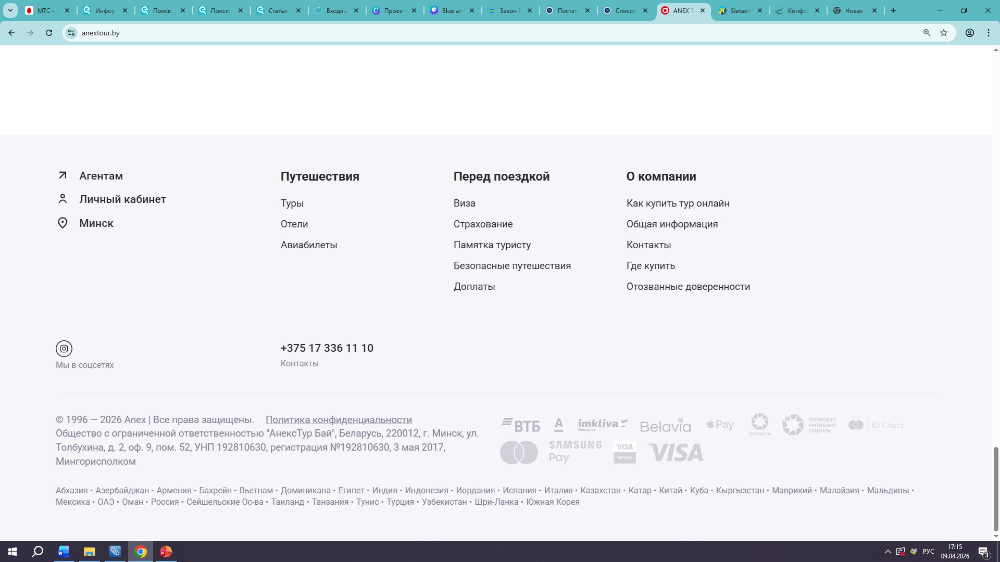 МТС –
Инфор
Поиск
Поиск
Статья
Входящ
Проект
Blue an
Закон
Постат
Список
ANEX T
Sletaen
Конфи
Новая
anextour.by
Агентам
Личный кабинет
Минск
Путешествия
Туры
Отели
Авиабилеты
Перед поездкой
Виза
Страхование
Памятка туристу
Безопасные путешествия
Доплаты
О компании
Как купить тур онлайн
Общая информация
Контакты
Где купить
Отозванные доверенности
Мы в соцсетях
+375 17 336 11 10
Контакты
© 1996 — 2026 Anex | Все права защищены. Политика конфиденциальности
Общество с ограниченной ответственностью "АнексТур Бай", Беларусь, 220012, г. Минск, ул.
Толбухина, д. 2, оф. 9, пом. 52, УНП 192810630, регистрация №192810630, 3 мая 2017,
Мингорисполком
ВТБ
imkliva
insurance
Belavia
Pay
белкарт
белкарт
интернет
пароль
ID Check
SAMSUNG
Pay
VISA
SECURE
VISA
Абхазия • Азербайджан • Армения • Бахрейн • Вьетнам • Доминикана • Египет • Индия • Индонезия • Иордания • Испания • Италия • Казахстан • Катар • Китай • Куба • Кыргызстан • Маврикий • Малайзия • Мальдивы •
Мексика • ОАЭ • Оман • Россия • Сейшельские Ос-ва • Таиланд • Танзания • Тунис • Турция • Узбекистан • Шри-Ланка • Южная Корея
РУС
17:15
09.04.2026
3